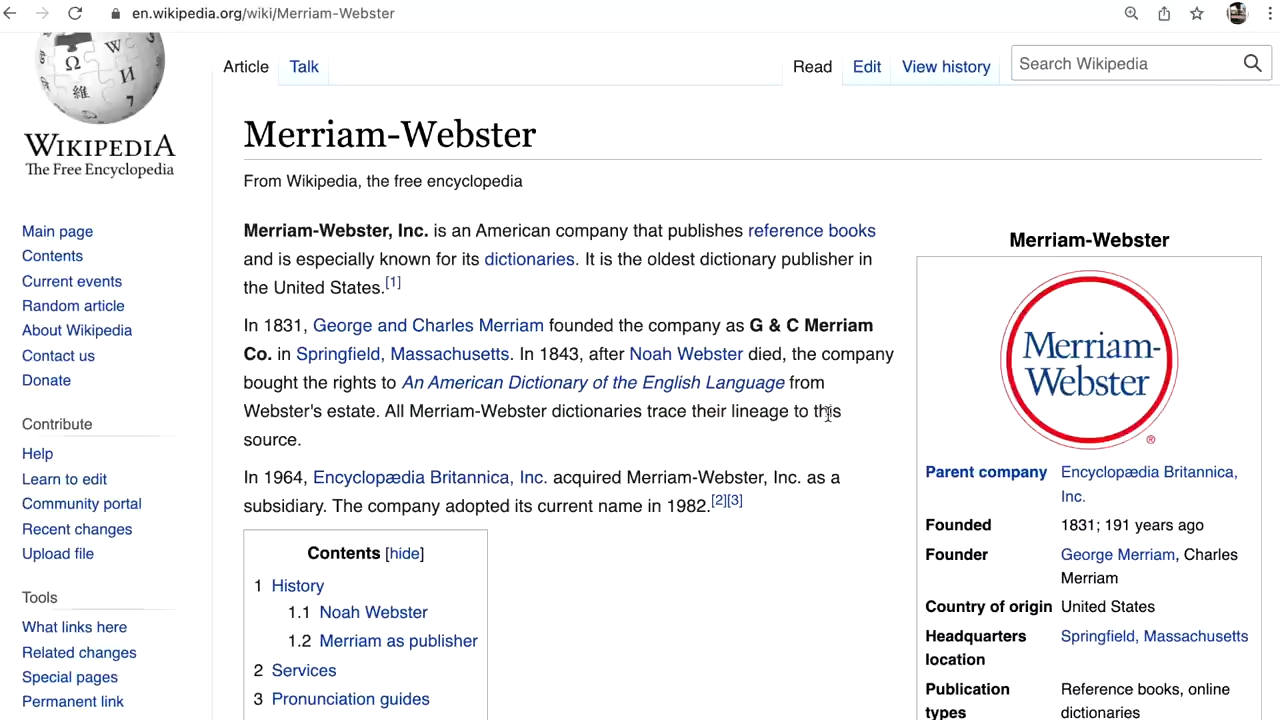 en.wikipedia.org/wiki/Merriam-Webster
WIKIPEDIA
The Free Encyclopedia
Main page
Contents
Current events
Random article
About Wikipedia
Contact us
Donate
Contribute
Help
Learn to edit
Community portal
Recent changes
Upload file
Tools
What links here
Related changes
Special pages
Permanent link
Article Talk
Read Edit View history
Search Wikipedia
Merriam-Webster
From Wikipedia, the free encyclopedia
Merriam-Webster, Inc. is an American company that publishes reference books
and is especially known for its dictionaries. It is the oldest dictionary publisher in
the United States.[1]
In 1831, George and Charles Merriam founded the company as G & C Merriam
Co. in Springfield, Massachusetts. In 1843, after Noah Webster died, the company
bought the rights to An American Dictionary of the English Language from
Webster's estate. All Merriam-Webster dictionaries trace their lineage to this
source.
In 1964, Encyclopædia Britannica, Inc. acquired Merriam-Webster, Inc. as a
subsidiary. The company adopted its current name in 1982.[2][3]
Contents [hide]
1 History
1.1 Noah Webster
1.2 Merriam as publisher
2 Services
3 Pronunciation guides
Merriam-Webster
Merriam-
Webster
®
Parent company Encyclopædia Britannica,
Inc.
Founded 1831; 191 years ago
Founder George Merriam, Charles
Merriam
Country of origin United States
Headquarters Springfield, Massachusetts
location
Publication Reference books, online
types dictionaries